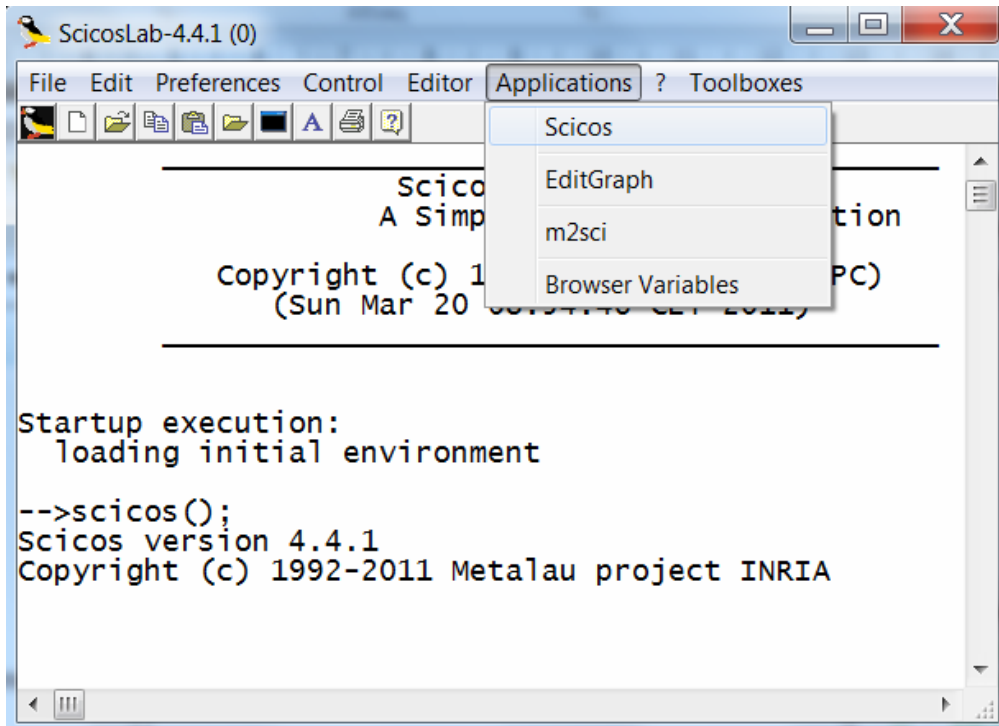 ScicosLab-4.4.1 (0)
File Edit Preferences Control Editor Applications ? Toolboxes
Scicos
EditGraph
m2sci
Browser Variables
Scico
A Simp tion
Copyright (c) 1 PC)
(Sun Mar 20 2011)
Startup execution:
loading initial environment
-->scicos();
Scicos version 4.4.1
Copyright (c) 1992-2011 Metalau project INRIA